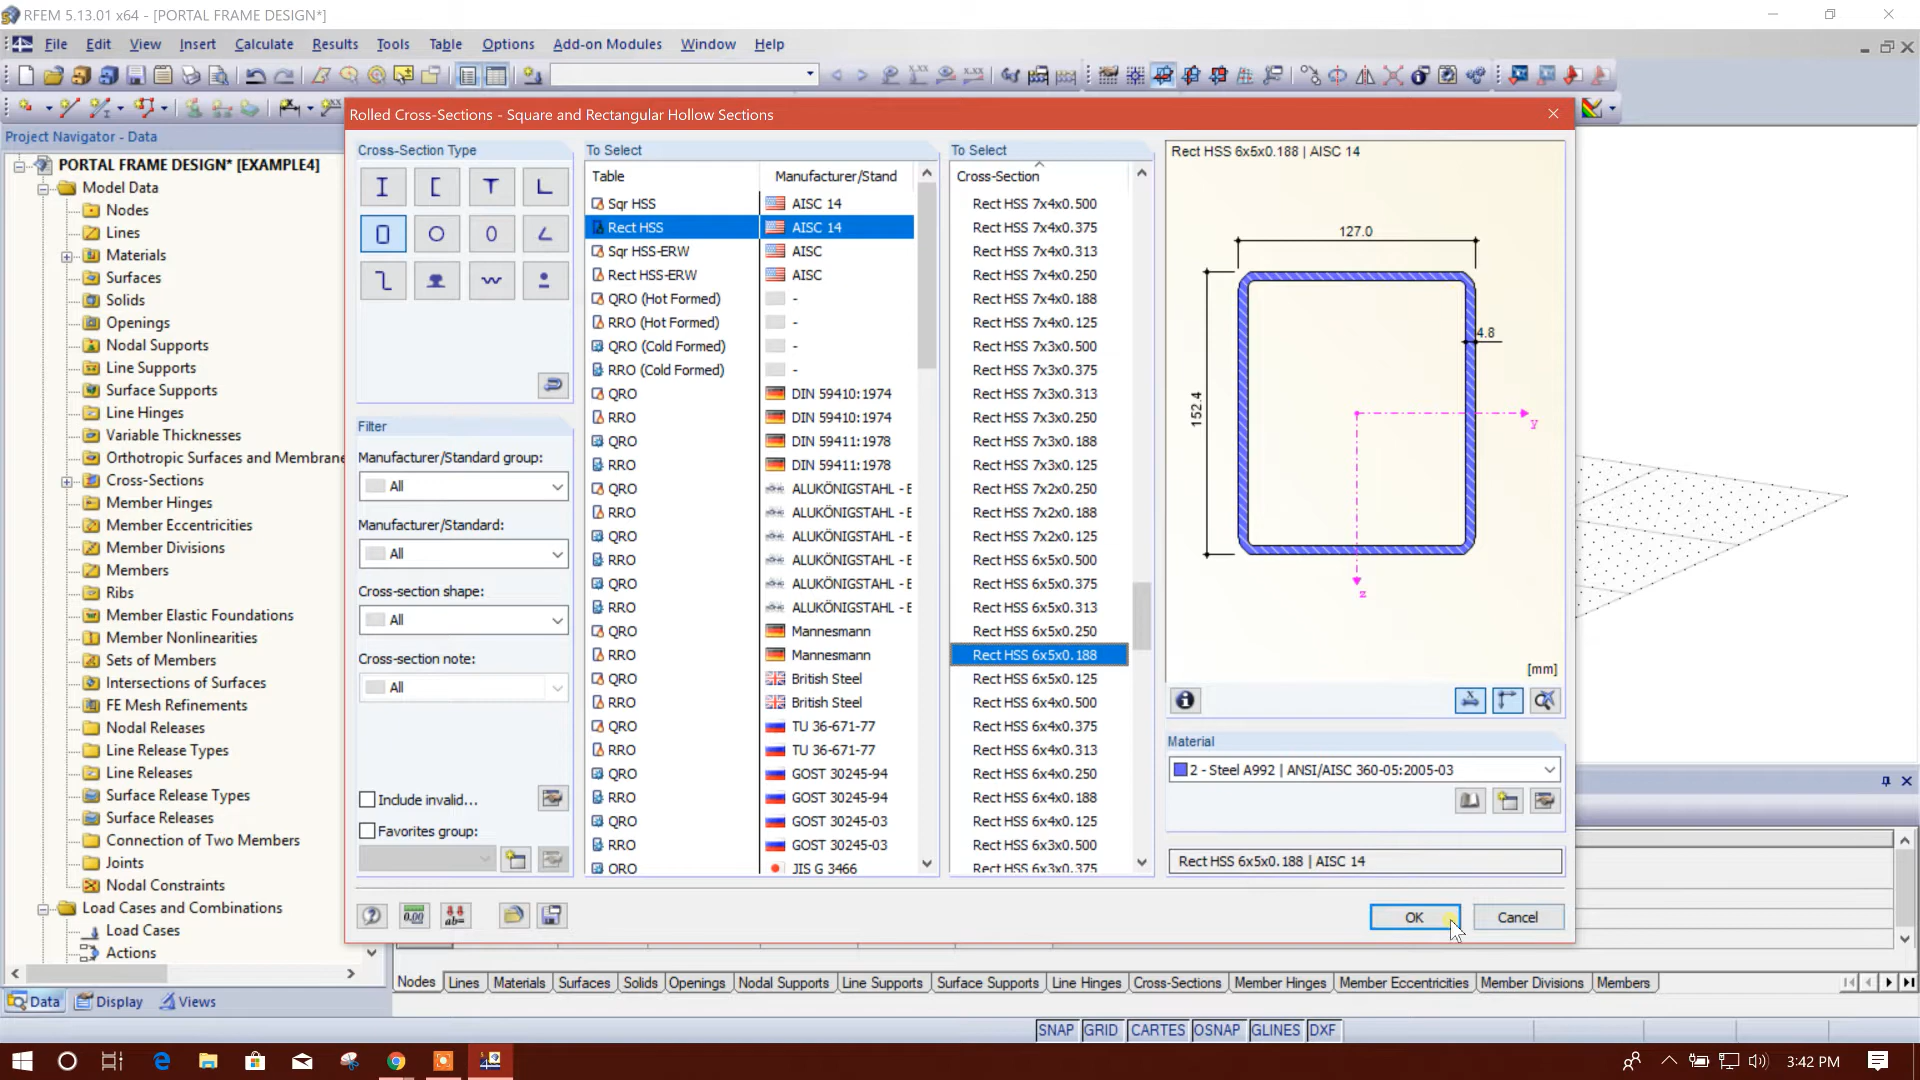 RFEM 5.13.01 x64 - [PORTAL FRAME DESIGN*]
File Edit View Insert Calculate Results Tools Table Options Add-on Modules Window Help
Project Navigator - Data
PORTAL FRAME DESIGN* [EXAMPLE4]
Model Data
Nodes
Lines
Materials
Surfaces
Solids
Openings
Nodal Supports
Line Supports
Surface Supports
Line Hinges
Variable Thicknesses
Orthotropic Surfaces and Membrane
Cross-Sections
Member Hinges
Member Eccentricities
Member Divisions
Members
Ribs
Member Elastic Foundations
Member Nonlinearities
Sets of Members
Intersections of Surfaces
FE Mesh Refinements
Nodal Releases
Line Release Types
Line Releases
Surface Release Types
Surface Releases
Connection of Two Members
Joints
Nodal Constraints
Load Cases and Combinations
Load Cases
Actions
Data Display Views
Rolled Cross-Sections - Square and Rectangular Hollow Sections
Cross-Section Type
Filter
Manufacturer/Standard group:
All
Manufacturer/Standard:
All
Cross-section shape:
All
Cross-section note:
All
Include invalid...
Favorites group:
To Select
Table Manufacturer/Stand
Sqr HSS AISC 14
Rect HSS AISC 14
Sqr HSS-ERW AISC
Rect HSS-ERW AISC
QRO (Hot Formed) -
RRO (Hot Formed) -
QRO (Cold Formed) -
RRO (Cold Formed) -
QRO DIN 59410:1974
RRO DIN 59410:1974
QRO DIN 59411:1978
RRO DIN 59411:1978
QRO ALUKÖNIGSTAHL - E
RRO ALUKÖNIGSTAHL - E
QRO ALUKÖNIGSTAHL - E
RRO ALUKÖNIGSTAHL - E
QRO ALUKÖNIGSTAHL - E
RRO ALUKÖNIGSTAHL - E
QRO Mannesmann
RRO Mannesmann
QRO British Steel
RRO British Steel
QRO TU 36-671-77
RRO TU 36-671-77
QRO GOST 30245-94
RRO GOST 30245-94
QRO GOST 30245-03
RRO GOST 30245-03
QRO JIS G 3466
To Select
Cross-Section
Rect HSS 7x4x0.500
Rect HSS 7x4x0.375
Rect HSS 7x4x0.313
Rect HSS 7x4x0.250
Rect HSS 7x4x0.188
Rect HSS 7x4x0.125
Rect HSS 7x3x0.500
Rect HSS 7x3x0.375
Rect HSS 7x3x0.313
Rect HSS 7x3x0.250
Rect HSS 7x3x0.188
Rect HSS 7x3x0.125
Rect HSS 7x2x0.250
Rect HSS 7x2x0.188
Rect HSS 7x2x0.125
Rect HSS 6x5x0.500
Rect HSS 6x5x0.375
Rect HSS 6x5x0.313
Rect HSS 6x5x0.250
Rect HSS 6x5x0.188
Rect HSS 6x5x0.125
Rect HSS 6x4x0.500
Rect HSS 6x4x0.375
Rect HSS 6x4x0.313
Rect HSS 6x4x0.250
Rect HSS 6x4x0.188
Rect HSS 6x4x0.125
Rect HSS 6x3x0.500
Rect HSS 6x3x0.375
Rect HSS 6x5x0.188 | AISC 14
127.0
4.8
152.4
y
z
[mm]
Material
2 - Steel A992 | ANSI/AISC 360-05:2005-03
Rect HSS 6x5x0.188 | AISC 14
OK Cancel
Nodes Lines Materials Surfaces Solids Openings Nodal Supports Line Supports Surface Supports Line Hinges Cross-Sections Member Hinges Member Eccentricities Member Divisions Members
SNAP GRID CARTES OSNAP GLINES DXF
3:42 PM